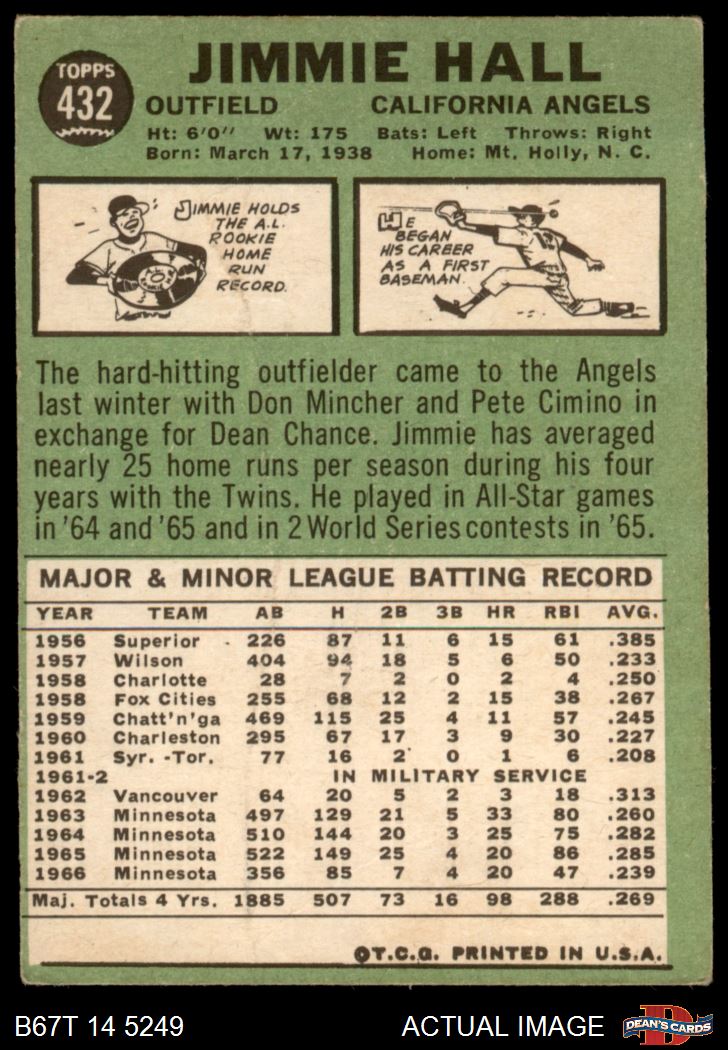 TOPPS
432
JIMMIE HALL
OUTFIELD CALIFORNIA ANGELS
Ht: 6'0" Wt: 175 Bats: Left Throws: Right
Born: March 17, 1938 Home: Mt. Holly, N. C.
JIMMIE HOLDS
THE A.L.
ROOKIE
HOME
RUN
RECORD.
HE
BEGAN
HIS CAREER
AS A FIRST
BASEMAN.
The hard-hitting outfielder came to the Angels
last winter with Don Mincher and Pete Cimino in
exchange for Dean Chance. Jimmie has averaged
nearly 25 home runs per season during his four
years with the Twins. He played in All-Star games
in '64 and '65 and in 2 World Series contests in '65.
MAJOR & MINOR LEAGUE BATTING RECORD
YEAR TEAM AB H 2B 3B HR RBI AVG.
1956 Superior 226 87 11 6 15 61 .385
1957 Wilson 404 94 18 5 6 50 .233
1958 Charlotte 28 7 2 0 2 4 .250
1958 Fox Cities 255 68 12 2 15 38 .267
1959 Chatt'n'ga 469 115 25 4 11 57 .245
1960 Charleston 295 67 17 3 9 30 .227
1961 Syr. -Tor. 77 16 2 0 1 6 .208
1961-2 IN MILITARY SERVICE
1962 Vancouver 64 20 5 2 3 18 .313
1963 Minnesota 497 129 21 5 33 80 .260
1964 Minnesota 510 144 20 3 25 75 .282
1965 Minnesota 522 149 25 4 20 86 .285
1966 Minnesota 356 85 7 4 20 47 .239
Maj. Totals 4 Yrs. 1885 507 73 16 98 288 .269
©T.C.G. PRINTED IN U.S.A.
B67T 14 5249 ACTUAL IMAGE
D
DEAN'S CARDS